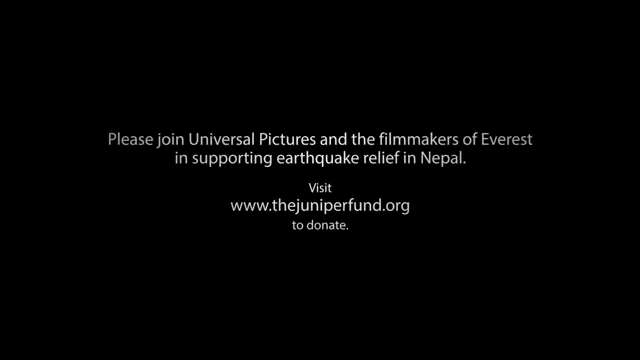 Please join Universal Pictures and the filmmakers of Everest
in supporting earthquake relief in Nepal.
Visit
www.thejuniperfund.org
to donate.